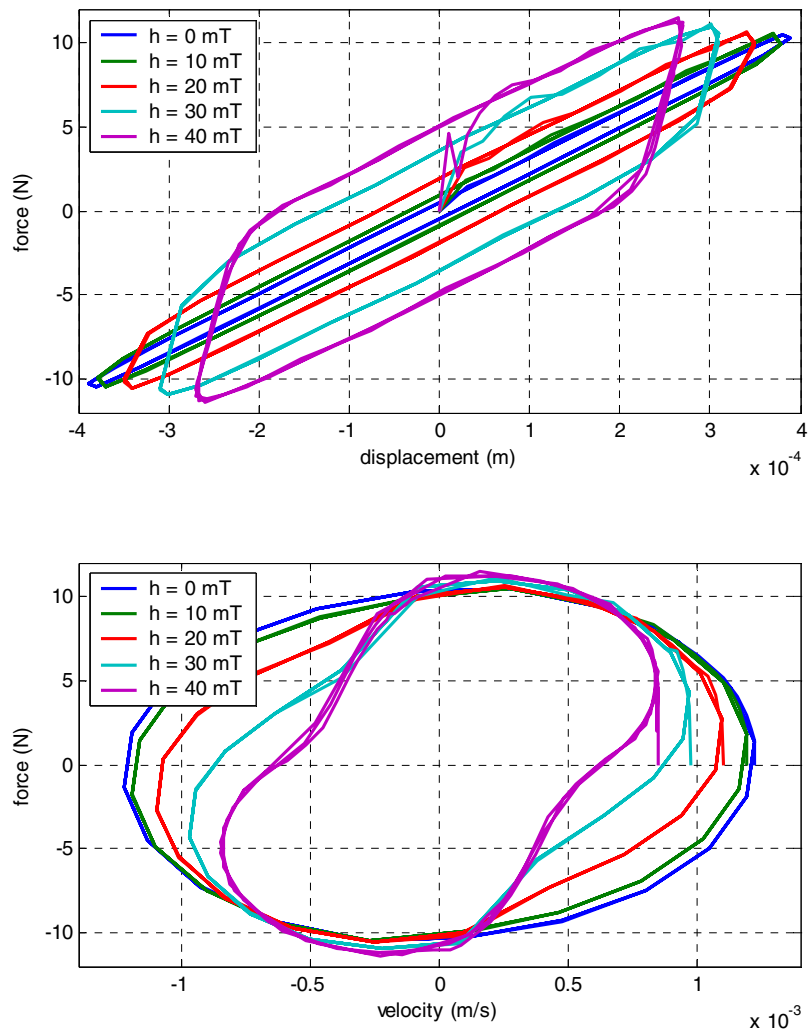 10
5
0
-5
-10
force (N)
h = 0 mT
h = 10 mT
h = 20 mT
h = 30 mT
h = 40 mT
-4 -3 -2 -1 0 1 2 3 4
displacement (m)
x 10^-4
10
5
0
-5
-10
force (N)
h = 0 mT
h = 10 mT
h = 20 mT
h = 30 mT
h = 40 mT
-1 -0.5 0 0.5 1
velocity (m/s)
x 10^-3